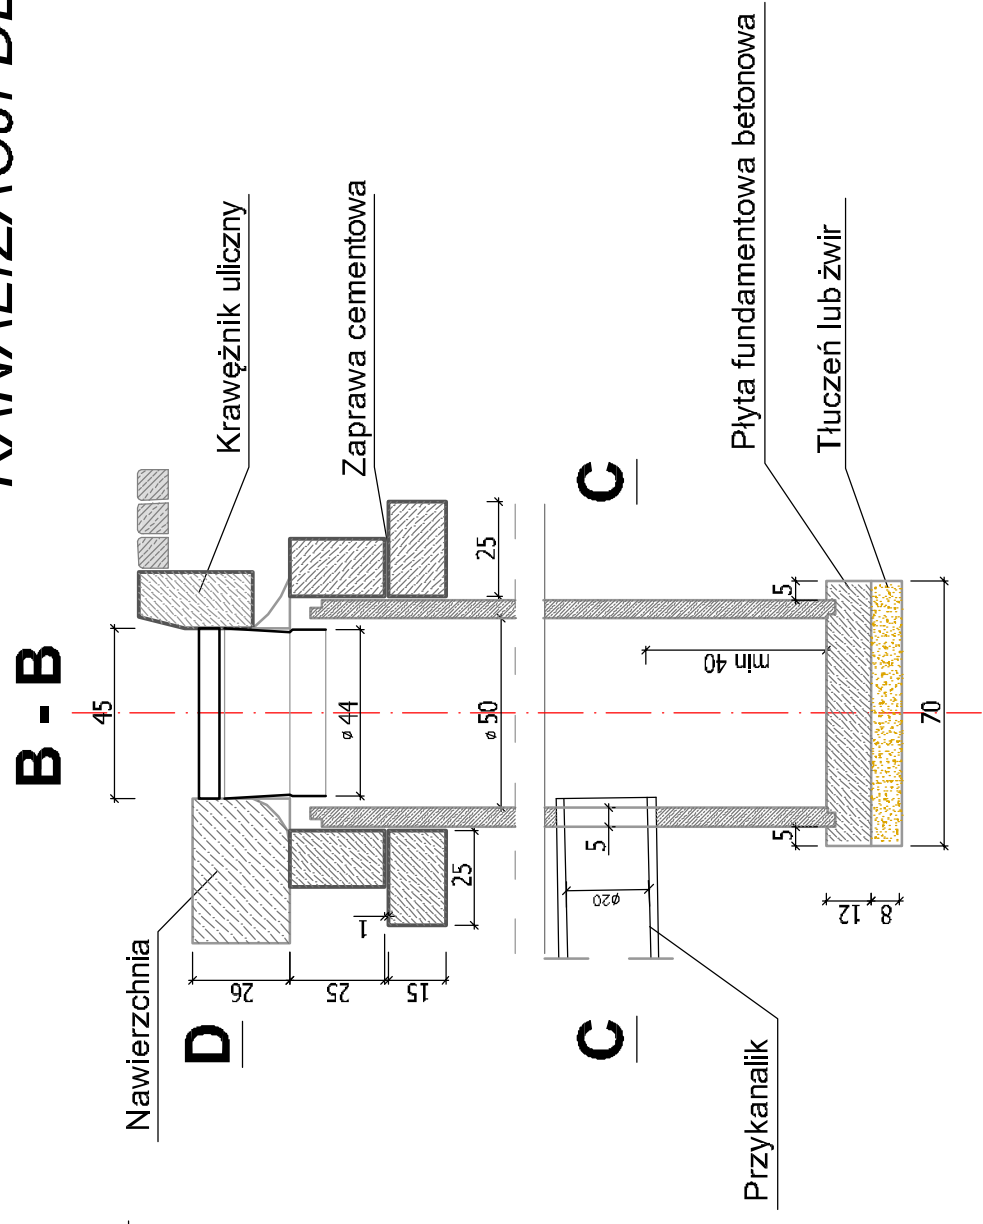 B - B
45
Krawężnik uliczny
Zaprawa cementowa
Nawierzchnia
D
ø 44
ø 50
25
25
1
26
25
15
C
C
5
ø20
min 40
5
5
12
8
70
Płyta fundamentowa betonowa
Tłuczeń lub żwir
Przykanalik